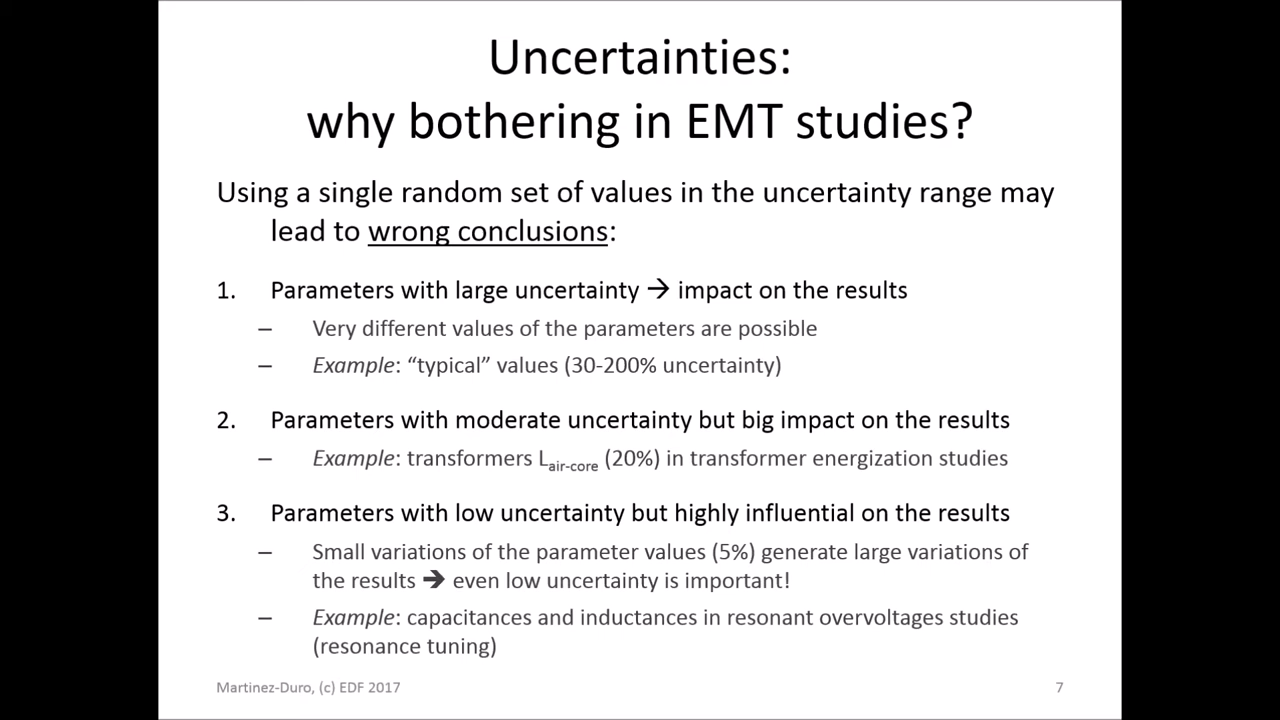 Uncertainties:
why bothering in EMT studies?
Using a single random set of values in the uncertainty range may
lead to wrong conclusions:
1. Parameters with large uncertainty → impact on the results
– Very different values of the parameters are possible
– Example: “typical” values (30-200% uncertainty)
2. Parameters with moderate uncertainty but big impact on the results
– Example: transformers Lair-core (20%) in transformer energization studies
3. Parameters with low uncertainty but highly influential on the results
– Small variations of the parameter values (5%) generate large variations of
the results → even low uncertainty is important!
– Example: capacitances and inductances in resonant overvoltages studies
(resonance tuning)
Martinez-Duro, (c) EDF 2017
7